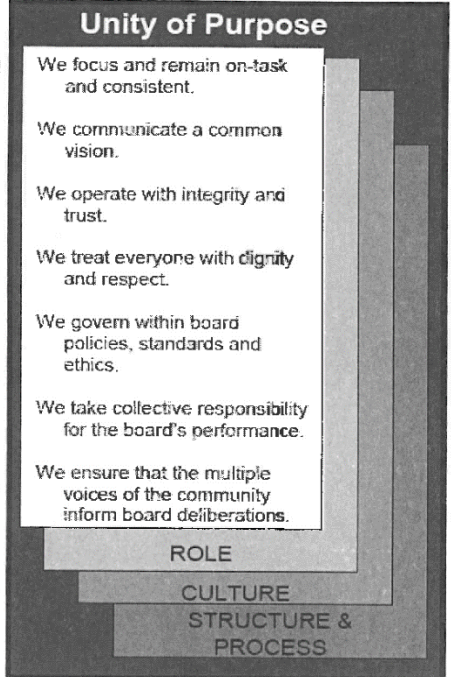 Unity of Purpose
We focus and remain on-task
and consistent.
We communicate a common
vision.
We operate with integrity and
trust.
We treat everyone with dignity
and respect.
We govern within board
policies, standards and
ethics.
We take collective responsibility
for the board's performance.
We ensure that the multiple
voices of the community
inform board deliberations.
ROLE
CULTURE
STRUCTURE &
PROCESS